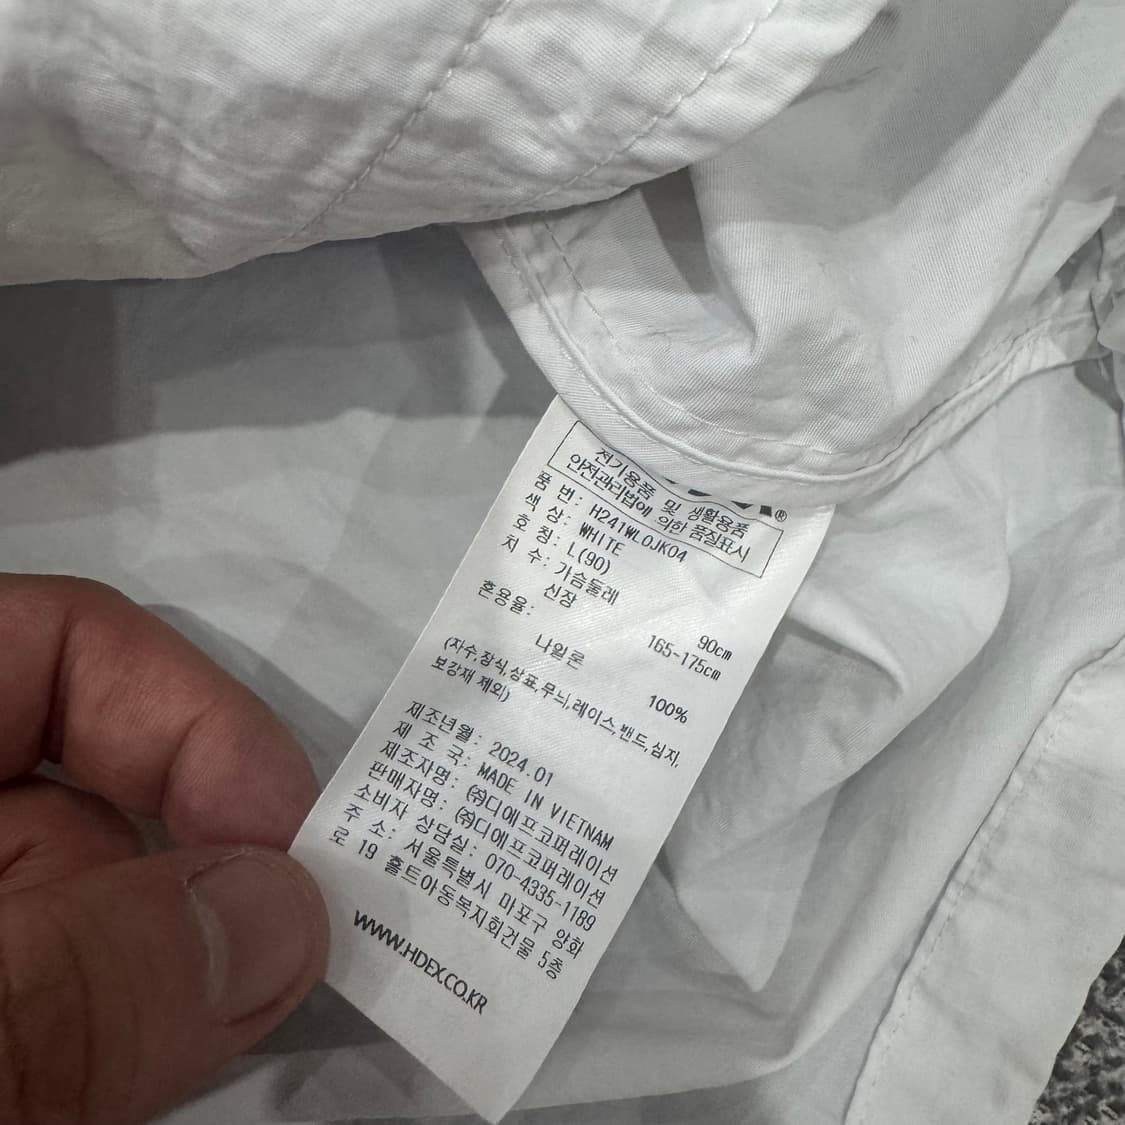 전기용품 및 생활용품
안전관리법에 의한 품질표시
품 번: H241WLOJK04
색 상: WHITE
호 칭: L(90)
치 수: 가슴둘레 90cm
신장 165-175cm
혼용율:
나일론 100%
(자수,장식,상표,무늬,레이스,밴드,심지,
보강재 제외)
제조년월: 2024.01
제 조 국: MADE IN VIETNAM
제조자명: ㈜디에프코퍼레이션
판매자명: ㈜디에프코퍼레이션
소비자 상담실: 070-4335-1189
주 소: 서울특별시 마포구 양화
로 19 홀트아동복지회건물 5층
WWW.HDEX.CO.KR